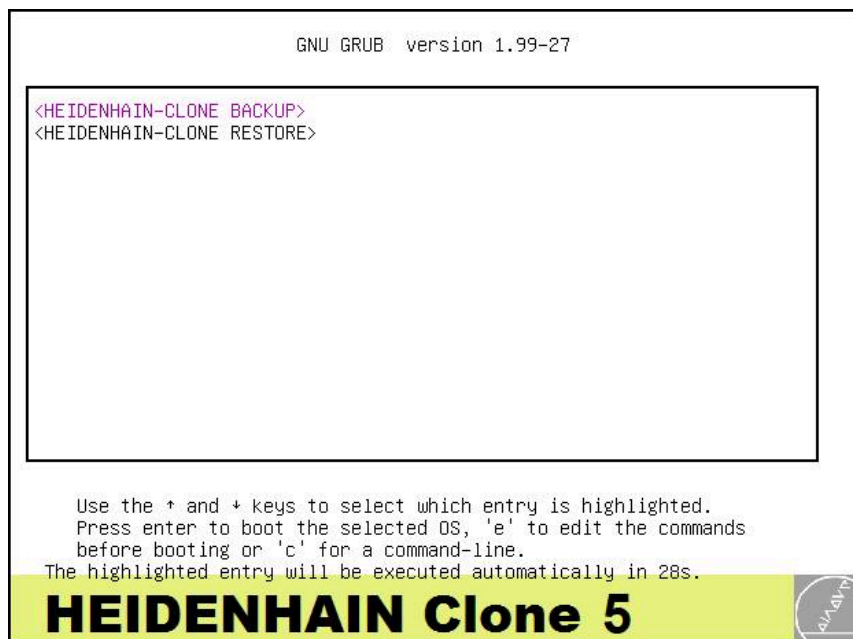 GNU GRUB version 1.99-27
<HEIDENHAIN-CLONE BACKUP>
<HEIDENHAIN-CLONE RESTORE>
Use the ↑ and ↓ keys to select which entry is highlighted.
Press enter to boot the selected OS, 'e' to edit the commands
before booting or 'c' for a command-line.
The highlighted entry will be executed automatically in 28s.
HEIDENHAIN Clone 5